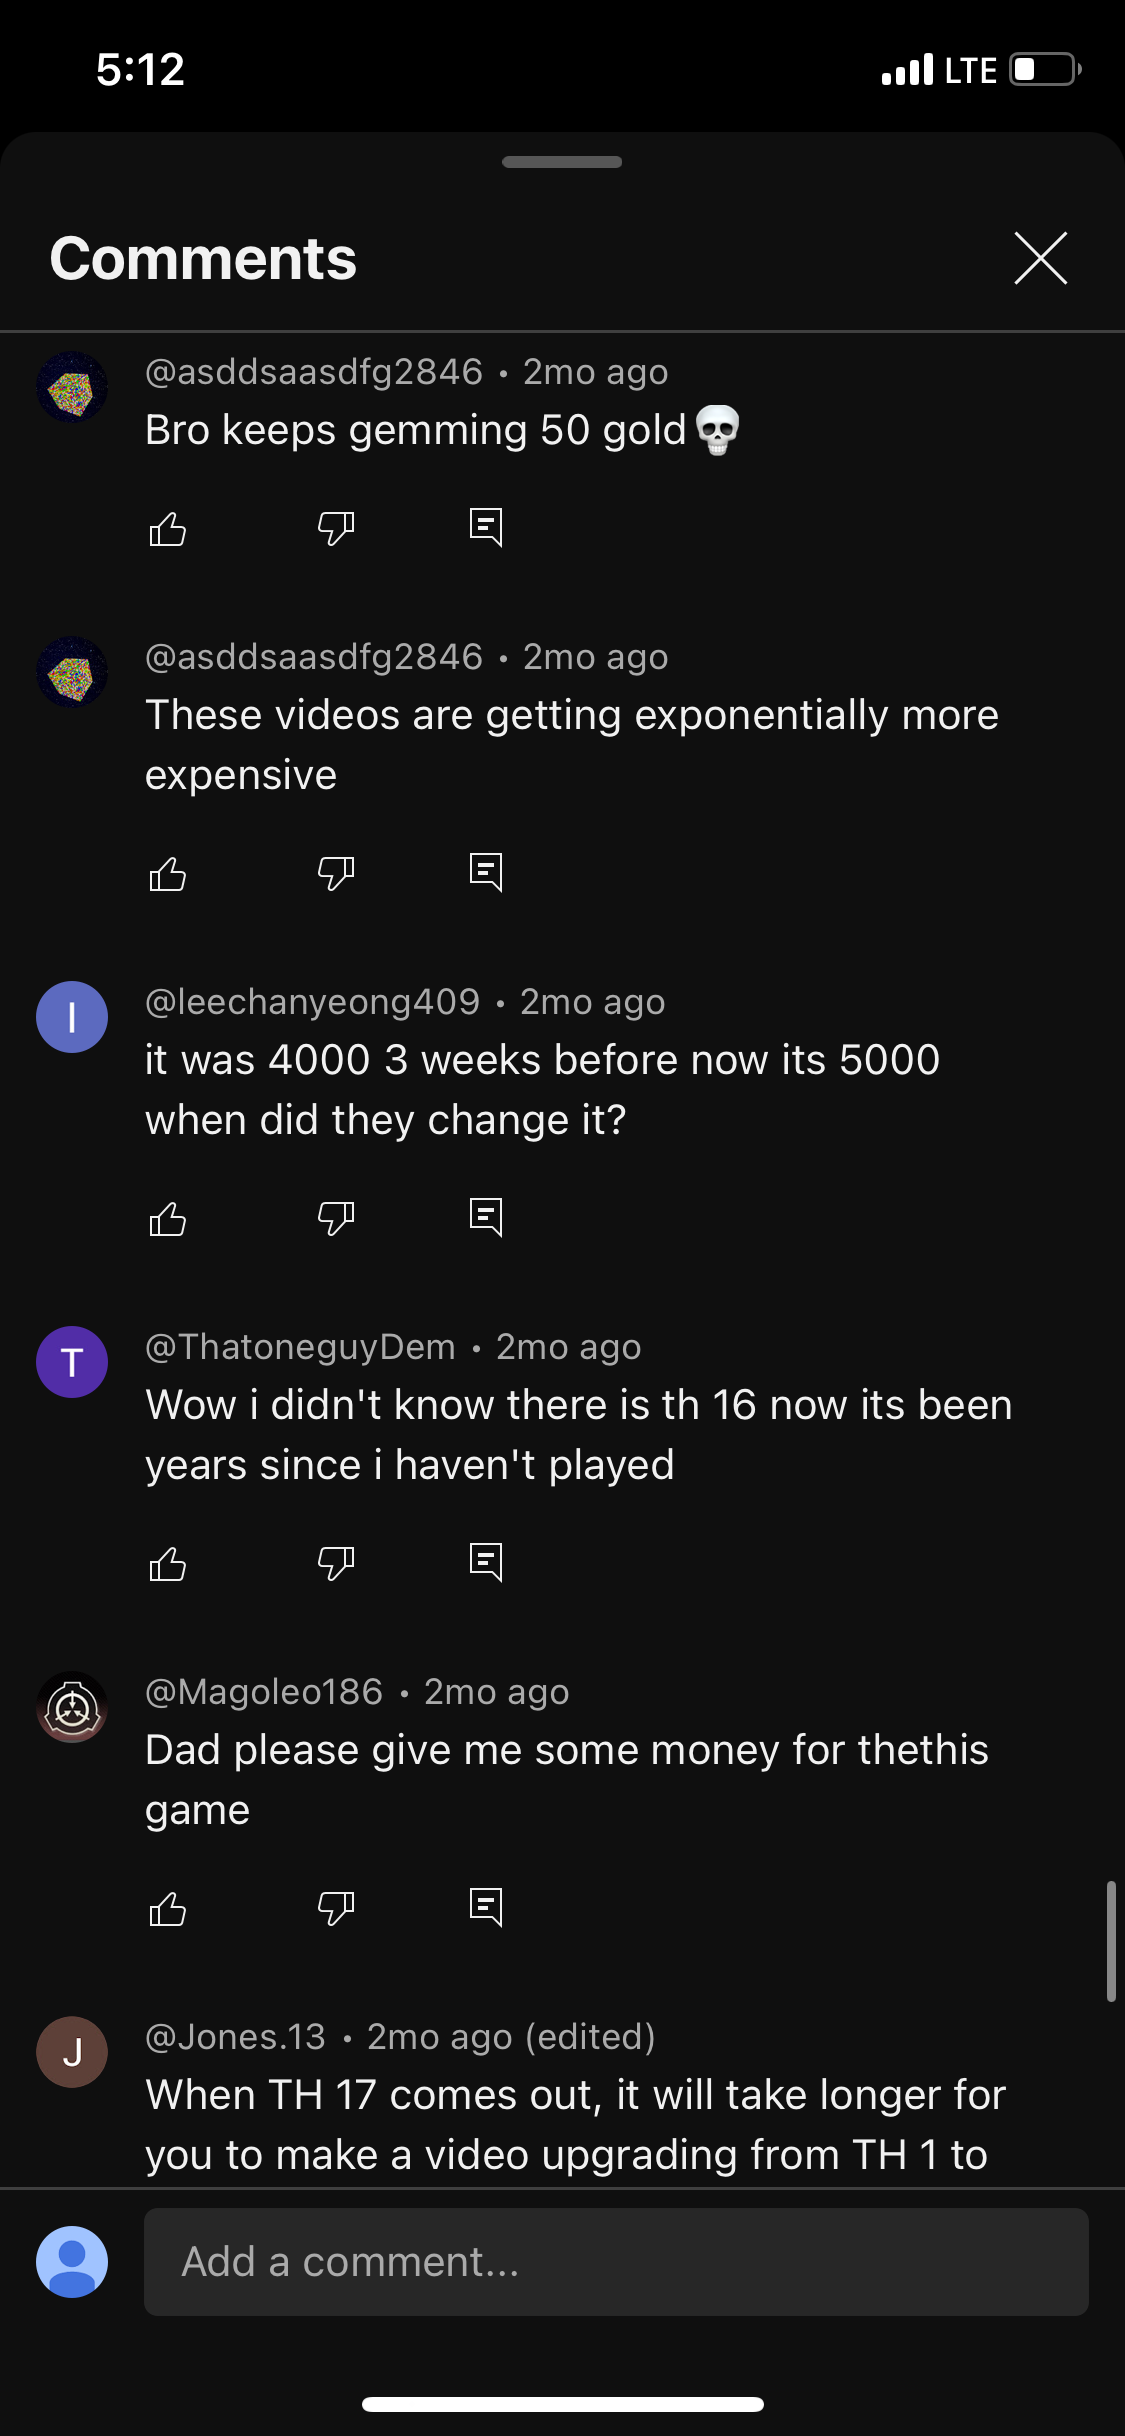 5:12
LTE
Comments
@asddsaasdfg2846 • 2mo ago
Bro keeps gemming 50 gold💀
@asddsaasdfg2846 • 2mo ago
These videos are getting exponentially more
expensive
I
@leechanyeong409 • 2mo ago
it was 4000 3 weeks before now its 5000
when did they change it?
T
@ThatoneguyDem • 2mo ago
Wow i didn't know there is th 16 now its been
years since i haven't played
@Magoleo186 • 2mo ago
Dad please give me some money for thethis
game
J
@Jones.13 • 2mo ago (edited)
When TH 17 comes out, it will take longer for
you to make a video upgrading from TH 1 to
Add a comment...